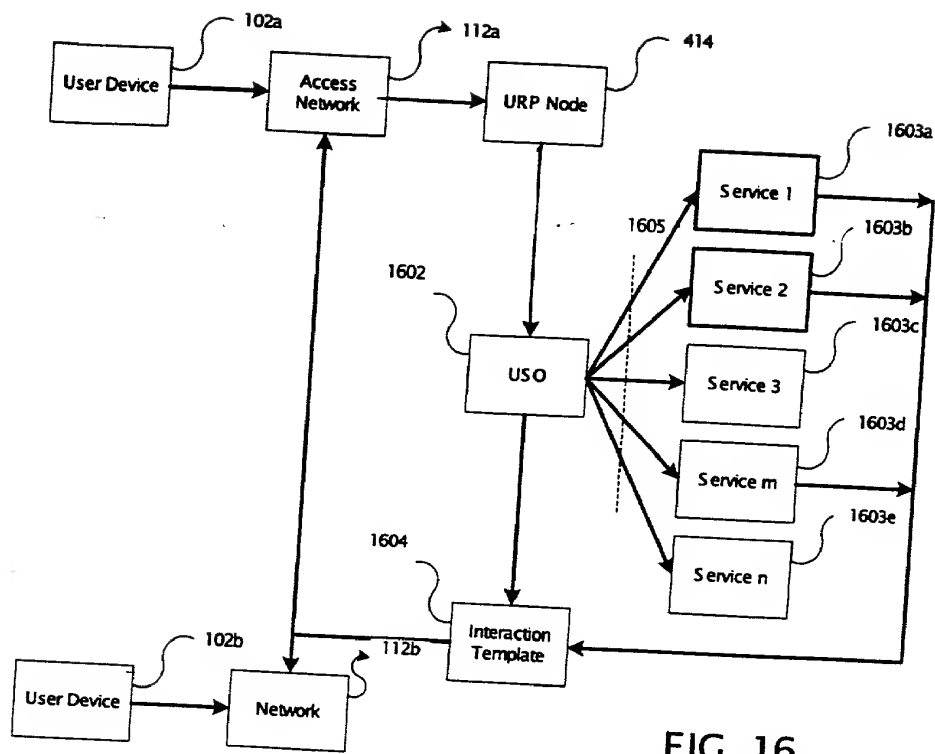 102a
112a
414
User Device
Access
Network
URP Node
1603a
Service 1
1605
1603b
1602
Service 2
1603c
USO
Service 3
1603d
Service m
1604
1603e
Service n
102b
112b
Interaction
Template
User Device
Network
FIG. 16